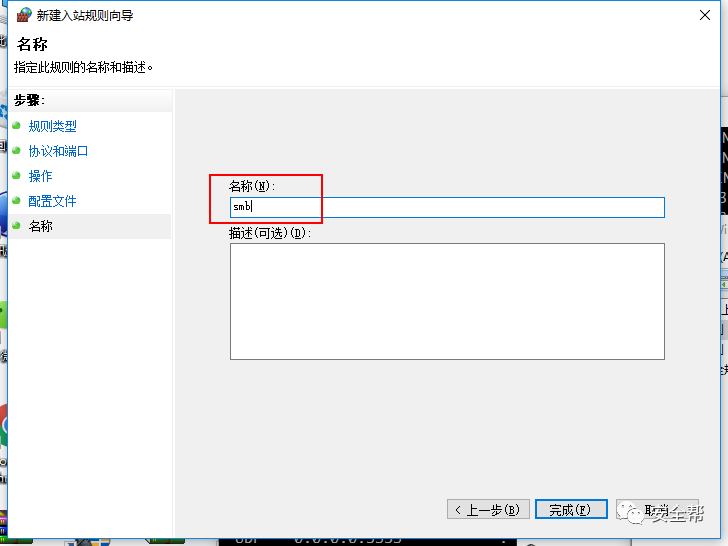 新建入站规则向导
名称
指定此规则的名称和描述。
步骤:
规则类型
协议和端口
操作
配置文件
名称
名称(N):
smb
描述(可选)(D):
< 上一步(B)
完成(F)
取消
安全帮